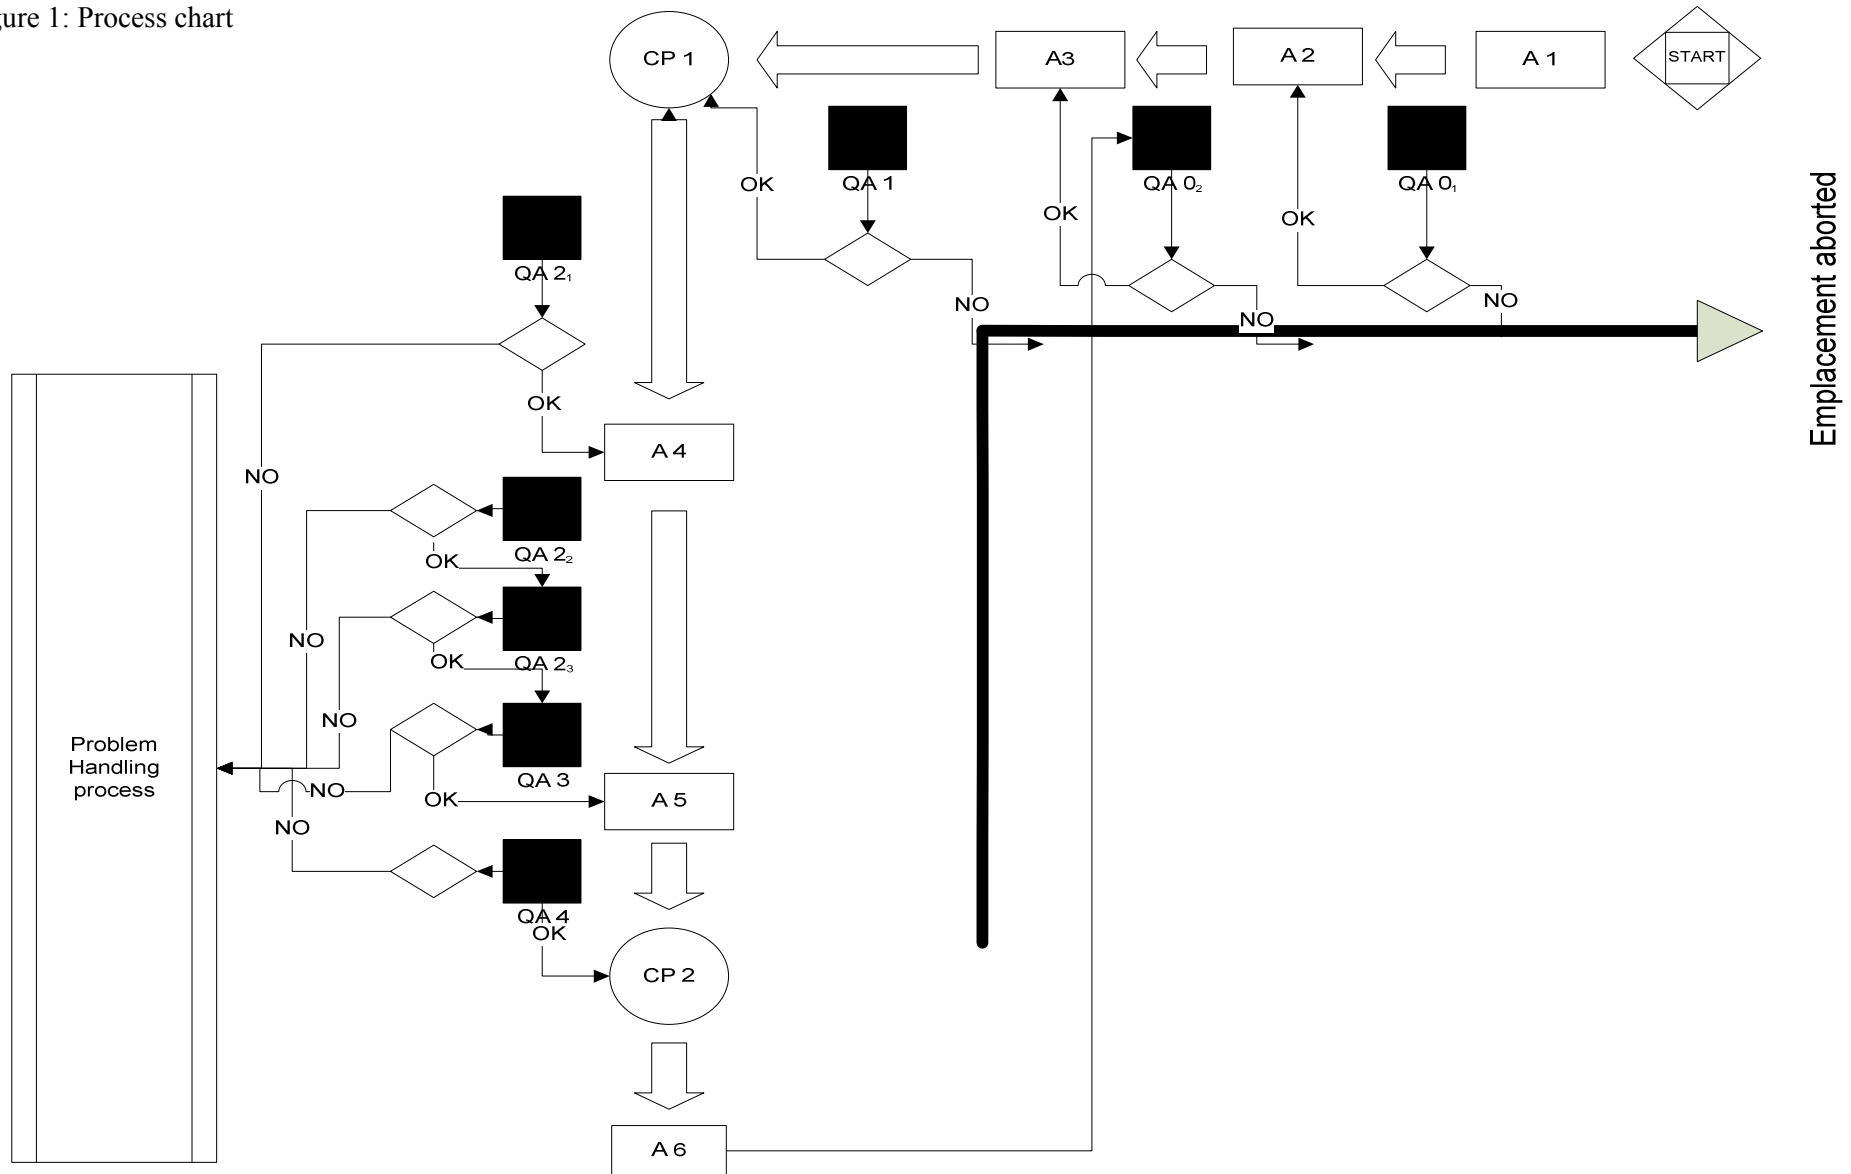 gure 1: Process chart
CP 1
A3
A 2
A 1
START
QA 1
QA 0₂
QA 0₁
OK
OK
OK
NO
NO
NO
Emplacement aborted
QA 2₁
OK
NO
A 4
QA 2₂
OK
NO
QA 2₃
OK
NO
QA 3
OK
NO
A 5
Problem
Handling
process
NO
QA 4
OK
CP 2
A 6